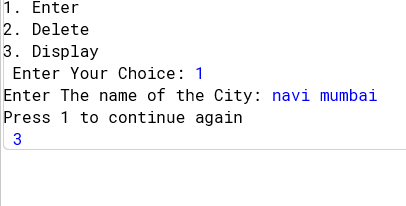 1. Enter
2. Delete
3. Display
Enter Your Choice: 1
Enter The name of the City: navi mumbai
Press 1 to continue again
3